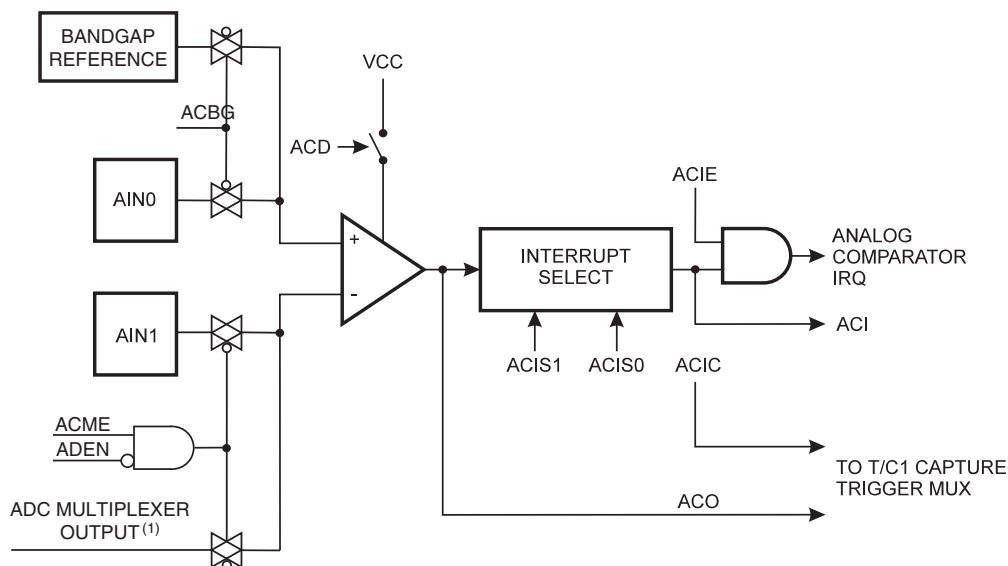 BANDGAP
REFERENCE
VCC
ACBG
ACD
AIN0
ACIE
+
INTERRUPT
SELECT
ANALOG
COMPARATOR
IRQ
-
AIN1
ACI
ACIS1
ACIS0
ACIC
ACME
ADEN
TO T/C1 CAPTURE
TRIGGER MUX
ACO
ADC MULTIPLEXER
OUTPUT(1)